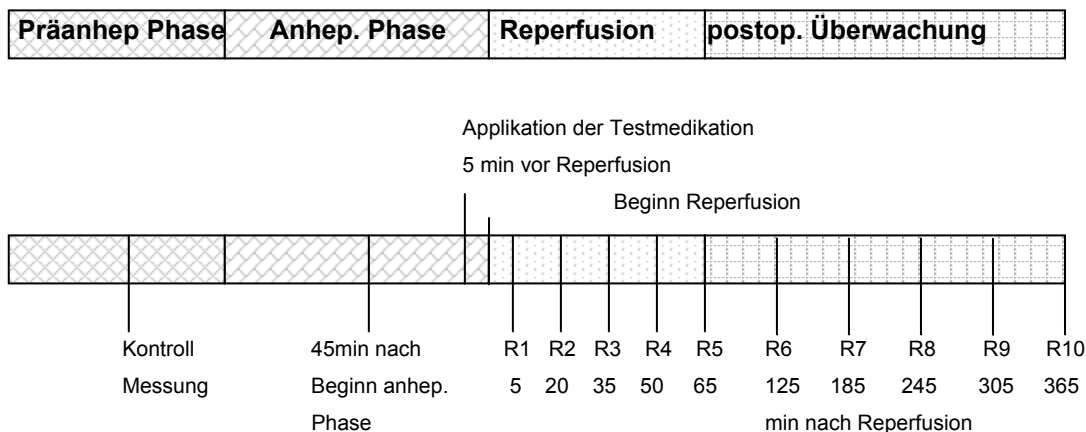 Präanhep Phase Anhep. Phase Reperfusion postop. Überwachung
Applikation der Testmedikation
5 min vor Reperfusion
Beginn Reperfusion
Kontroll 45min nach R1 R2 R3 R4 R5 R6 R7 R8 R9 R10
Messung Beginn anhep. 5 20 35 50 65 125 185 245 305 365
Phase min nach Reperfusion